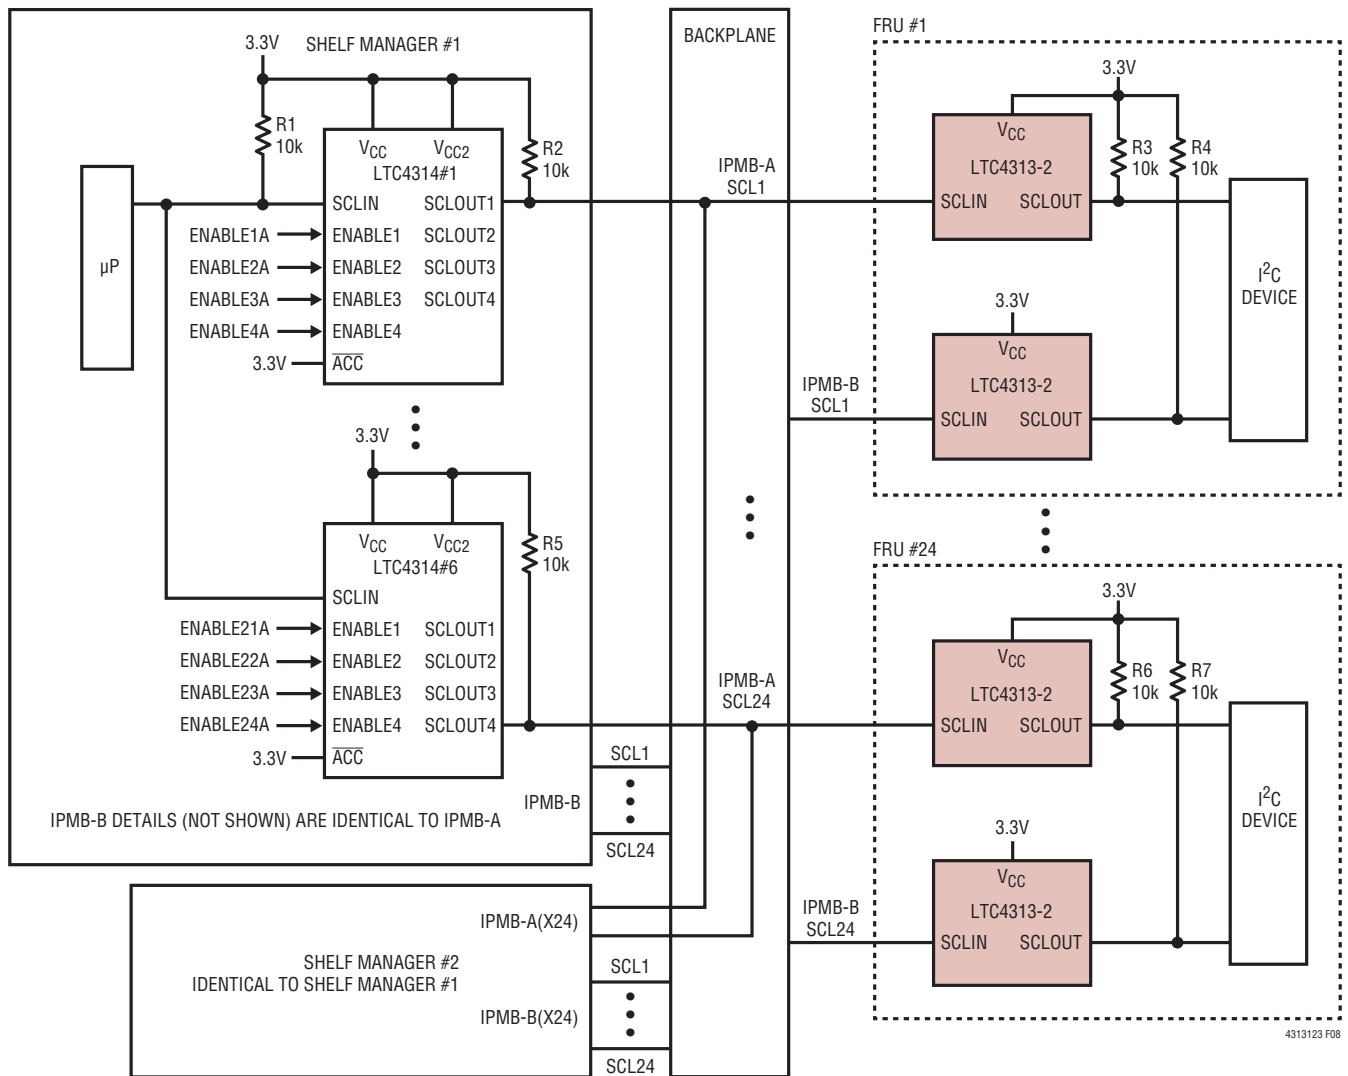 SHELF MANAGER #1
3.3V
R1
10k
VCC
VCC2
LTC4314#1
R2
10k
µP
SCLIN
SCLOUT1
ENABLE1A
ENABLE1
SCLOUT2
ENABLE2A
ENABLE2
SCLOUT3
ENABLE3A
ENABLE3
SCLOUT4
ENABLE4A
ENABLE4
3.3V
ACC
3.3V
VCC
VCC2
LTC4314#6
R5
10k
SCLIN
ENABLE21A
ENABLE1
SCLOUT1
ENABLE22A
ENABLE2
SCLOUT2
ENABLE23A
ENABLE3
SCLOUT3
ENABLE24A
ENABLE4
SCLOUT4
3.3V
ACC
IPMB-B
IPMB-B DETAILS (NOT SHOWN) ARE IDENTICAL TO IPMB-A
SCL1
SCL24
IPMB-A(X24)
SHELF MANAGER #2
IDENTICAL TO SHELF MANAGER #1
IPMB-B(X24)
SCL1
SCL24
BACKPLANE
IPMB-A
SCL1
IPMB-B
SCL1
IPMB-A
SCL24
IPMB-B
SCL24
FRU #1
3.3V
VCC
LTC4313-2
SCLIN
SCLOUT
R3
10k
R4
10k
3.3V
VCC
LTC4313-2
SCLIN
SCLOUT
I2C
DEVICE
FRU #24
3.3V
VCC
LTC4313-2
SCLIN
SCLOUT
R6
10k
R7
10k
3.3V
VCC
LTC4313-2
SCLIN
SCLOUT
I2C
DEVICE
4313123 F08